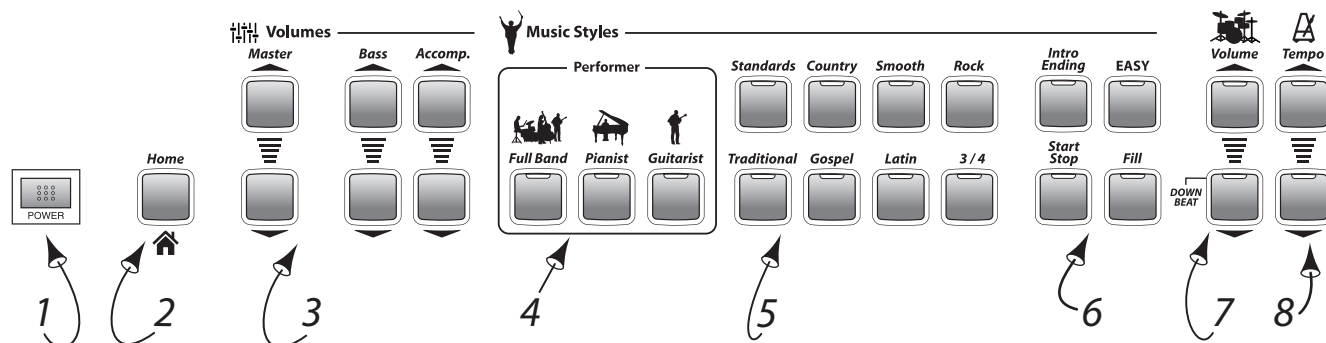 Volumes
Music Styles
Master
Bass
Accomp.
Performer
Standards
Country
Smooth
Rock
Intro
Ending
EASY
Volume
Tempo
Home
Full Band
Pianist
Guitarist
Traditional
Gospel
Latin
3 / 4
Start
Stop
Fill
DOWN
BEAT
POWER
1
2
3
4
5
6
7
8